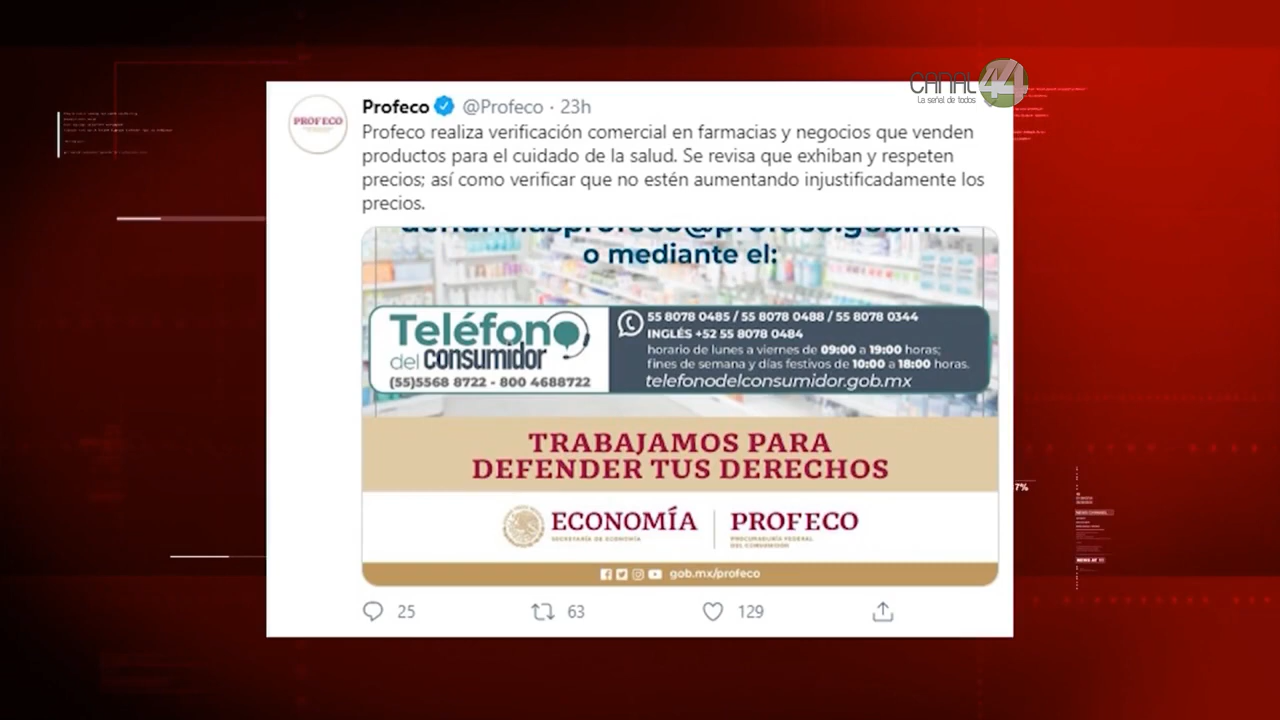 CANAL 44
La señal de todos
PROFECO
Profeco @Profeco · 23h
Profeco realiza verificación comercial en farmacias y negocios que venden
productos para el cuidado de la salud. Se revisa que exhiban y respeten
precios; así como verificar que no estén aumentando injustificadamente los
precios.
denunciasprofeco@profeco.gob.mx
o mediante el:
Teléfono
del consumidor
(55)5568 8722 - 800 4688722
55 8078 0485 / 55 8078 0488 / 55 8078 0344
INGLÉS +52 55 8078 0484
horario de lunes a viernes de 09:00 a 19:00 horas;
fines de semana y días festivos de 10:00 a 18:00 horas.
telefonodelconsumidor.gob.mx
TRABAJAMOS PARA
DEFENDER TUS DERECHOS
ECONOMÍA
SECRETARÍA DE ECONOMÍA
PROFECO
PROCURADURÍA FEDERAL
DEL CONSUMIDOR
gob.mx/profeco
25 63 129
7%